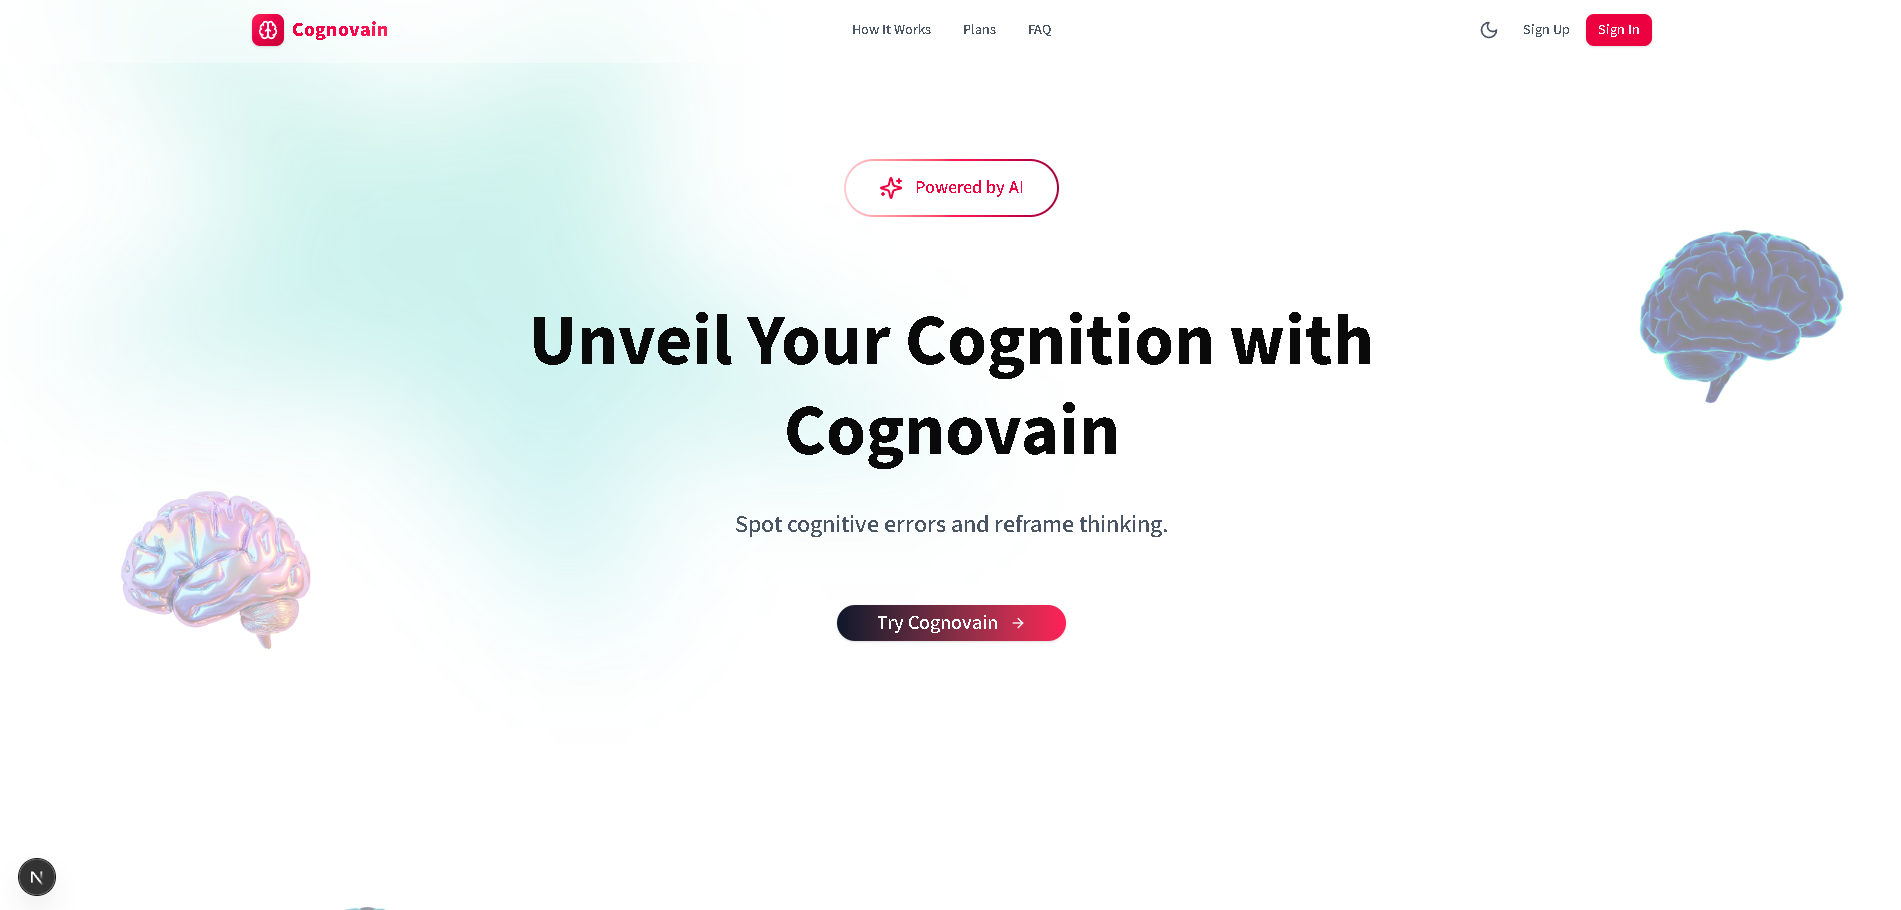 Cognovain
How It Works
Plans
FAQ
Sign Up
Sign In
Powered by AI
Unveil Your Cognition with
Cognovain
Spot cognitive errors and reframe thinking.
Try Cognovain
N